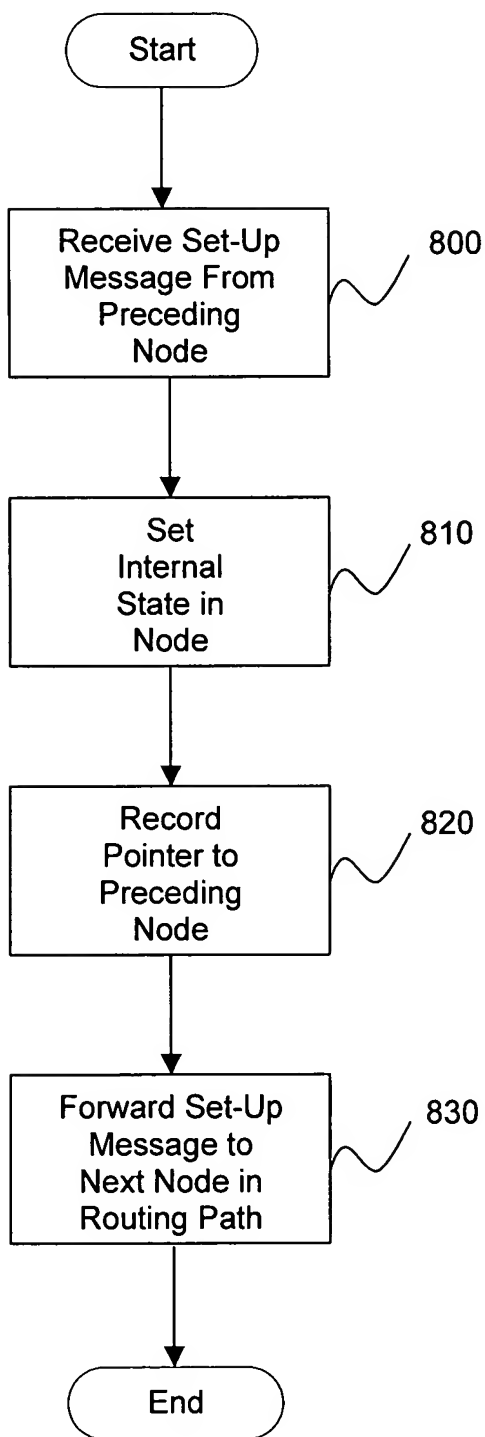 Start
Receive Set-Up
Message From
Preceding
Node
800
Set
Internal
State in
Node
810
Record
Pointer to
Preceding
Node
820
Forward Set-Up
Message to
Next Node in
Routing Path
830
End